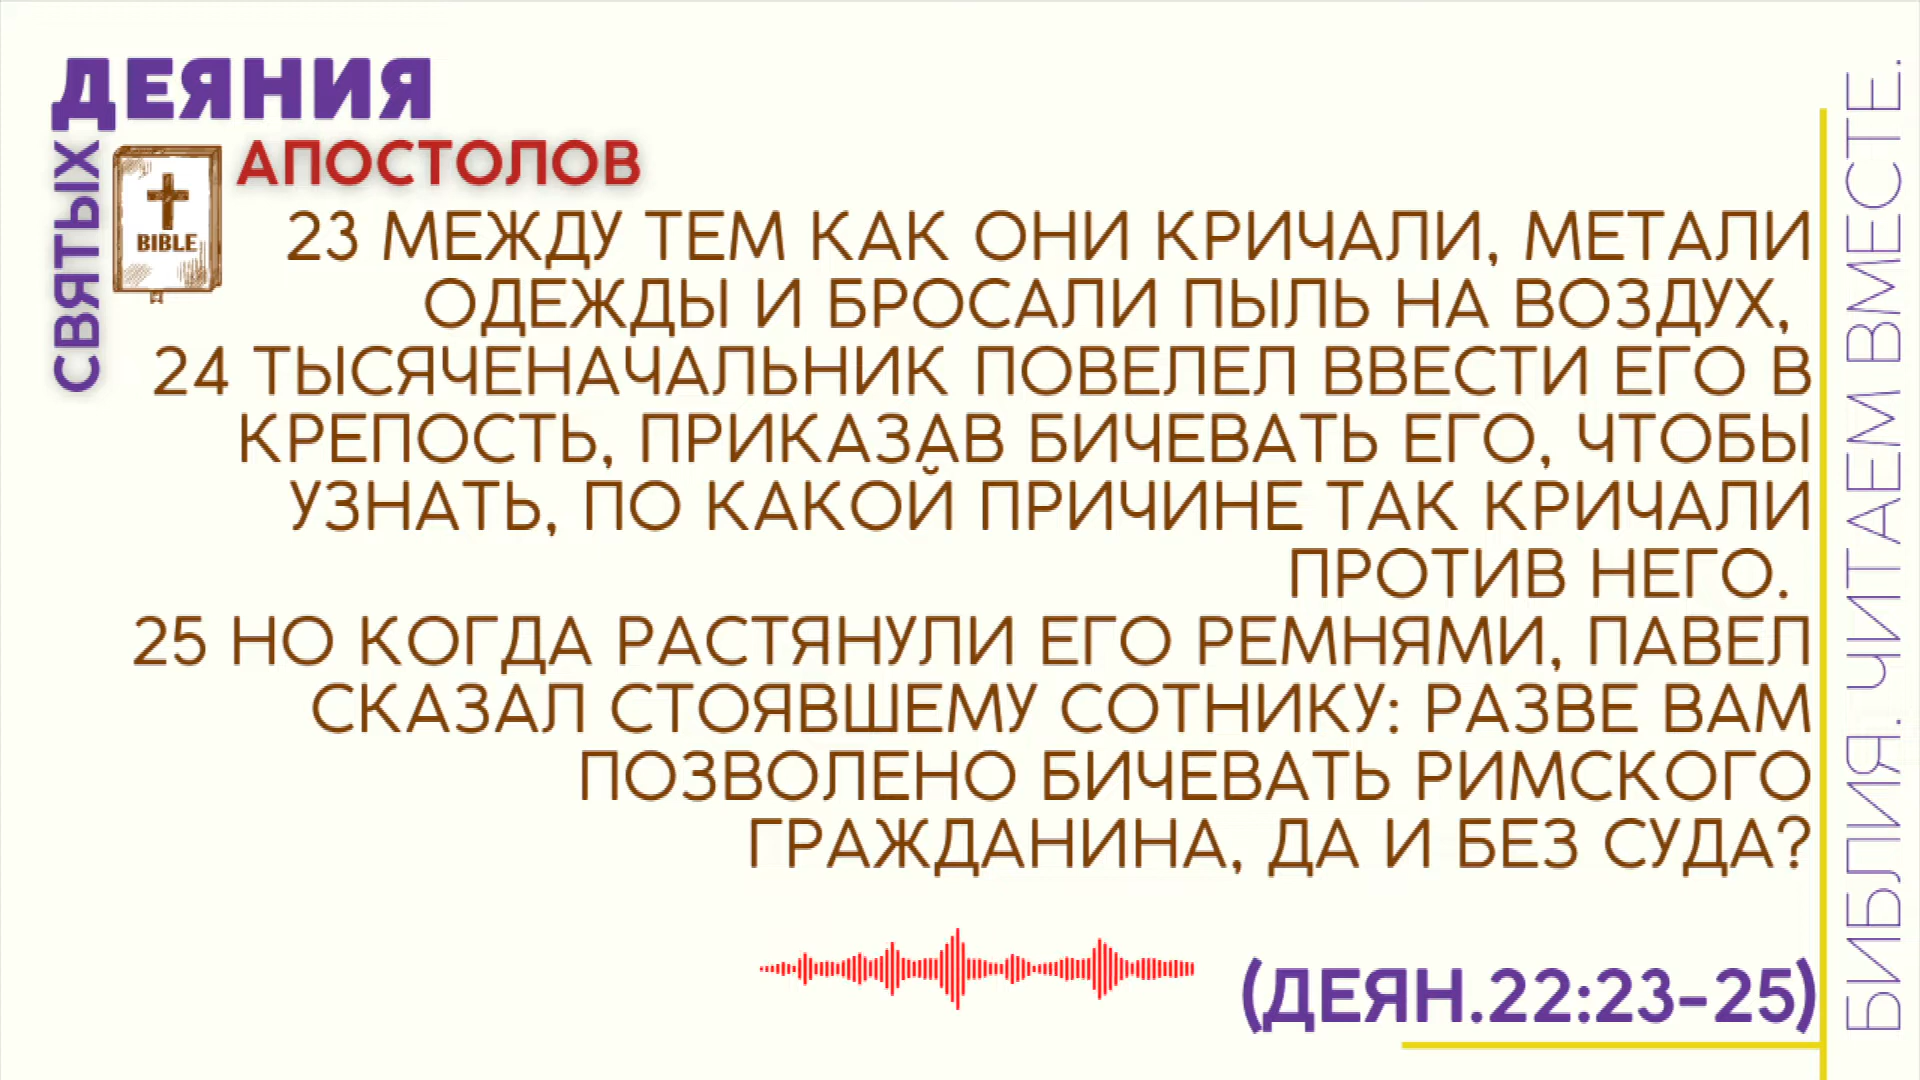 ДЕЯНИЯ
СВЯТЫХ
АПОСТОЛОВ
BIBLE
23 МЕЖДУ ТЕМ КАК ОНИ КРИЧАЛИ, МЕТАЛИ
ОДЕЖДЫ И БРОСАЛИ ПЫЛЬ НА ВОЗДУХ,
24 ТЫСЯЧЕНАЧАЛЬНИК ПОВЕЛЕЛ ВВЕСТИ ЕГО В
КРЕПОСТЬ, ПРИКАЗАВ БИЧЕВАТЬ ЕГО, ЧТОБЫ
УЗНАТЬ, ПО КАКОЙ ПРИЧИНЕ ТАК КРИЧАЛИ
ПРОТИВ НЕГО.
25 НО КОГДА РАСТЯНУЛИ ЕГО РЕМНЯМИ, ПАВЕЛ
СКАЗАЛ СТОЯВШЕМУ СОТНИКУ: РАЗВЕ ВАМ
ПОЗВОЛЕНО БИЧЕВАТЬ РИМСКОГО
ГРАЖДАНИНА, ДА И БЕЗ СУДА?
(ДЕЯН.22:23-25)
БИБЛИЯ. ЧИТАЕМ ВМЕСТЕ.